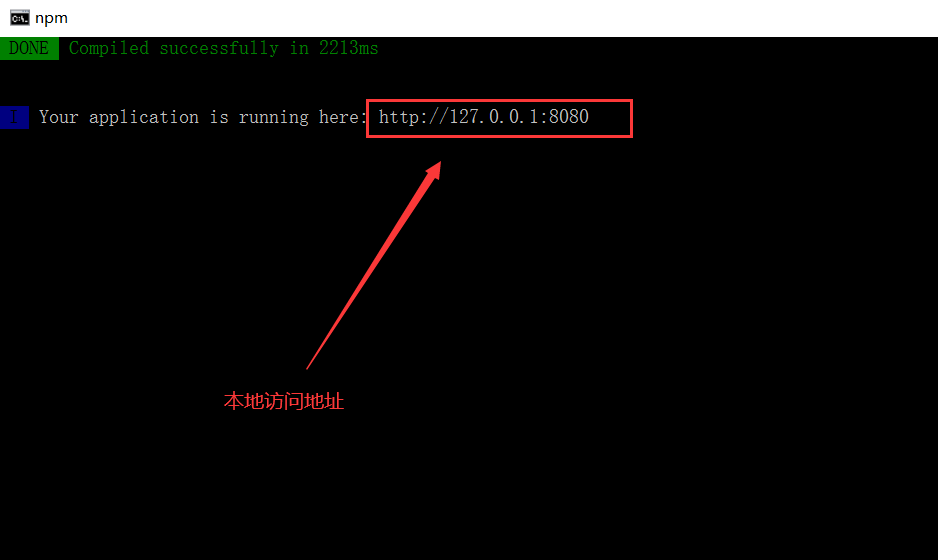 npm
DONE Compiled successfully in 2213ms
I Your application is running here: http://127.0.0.1:8080
本地访问地址